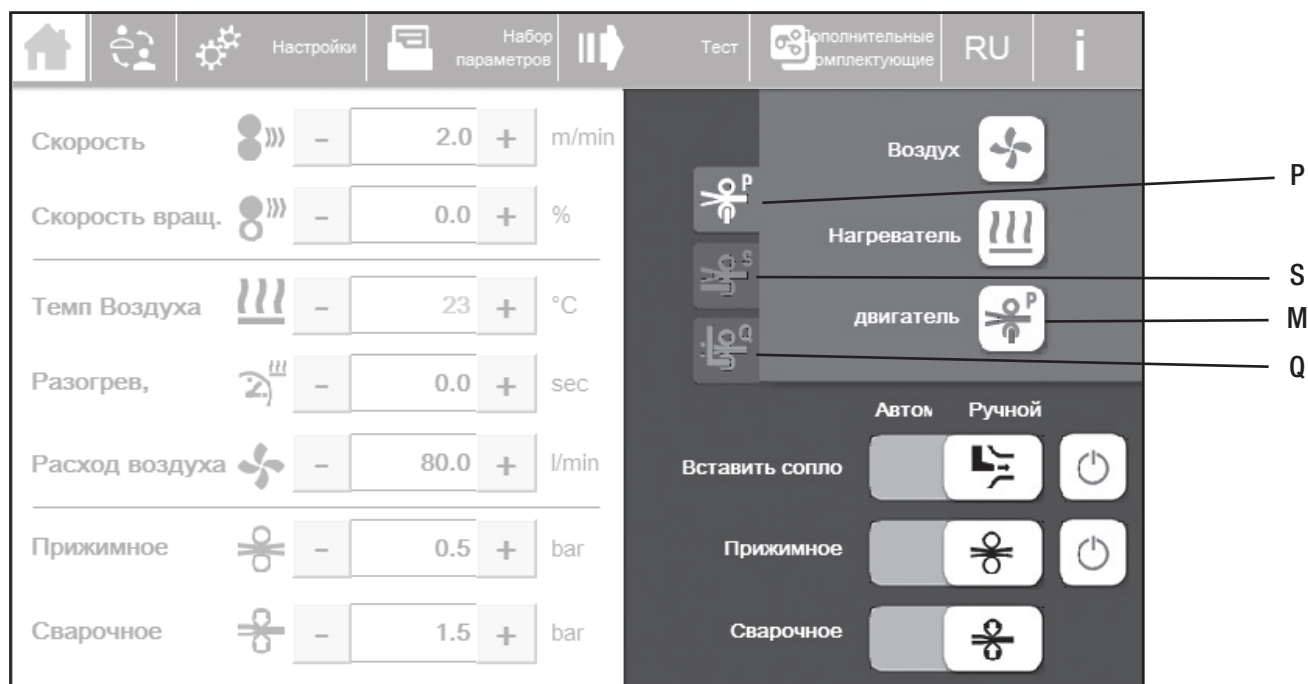 Настройки
Набор
параметров
Тест
ополнительные
омплектующие
RU
i
Скорость - 2.0 + m/min
Скорость вращ. - 0.0 + %
Темп Воздуха - 23 + °C
Разогрев, - 0.0 + sec
Расход воздуха - 80.0 + l/min
Прижимное - 0.5 + bar
Сварочное - 1.5 + bar
Воздух
Нагреватель
двигатель P
P
S
Q
Автом Ручной
Вставить сопло
Прижимное
Сварочное
P
S
M
Q